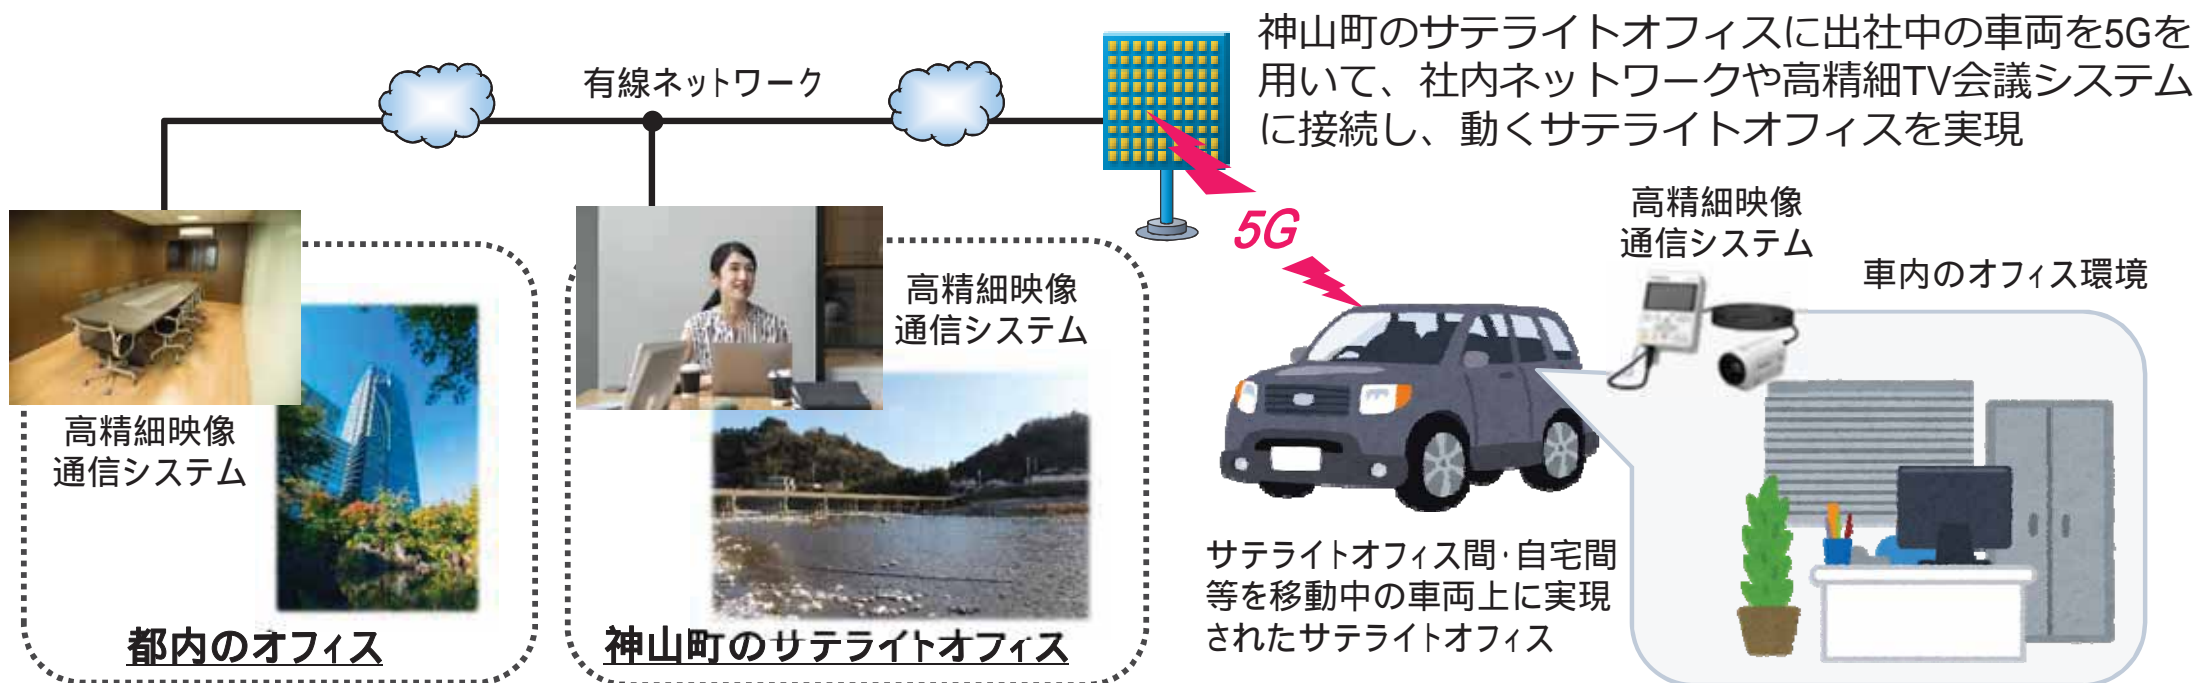 有線ネットワーク
神山町のサテライトオフィスに出社中の車両を5Gを
用いて、社内ネットワークや高精細TV会議システム
に接続し、動くサテライトオフィスを実現
5G
高精細映像
通信システム
車内のオフィス環境
高精細映像
通信システム
高精細映像
通信システム
サテライトオフィス間・自宅間
等を移動中の車両上に実現
されたサテライトオフィス
都内のオフィス
神山町のサテライトオフィス